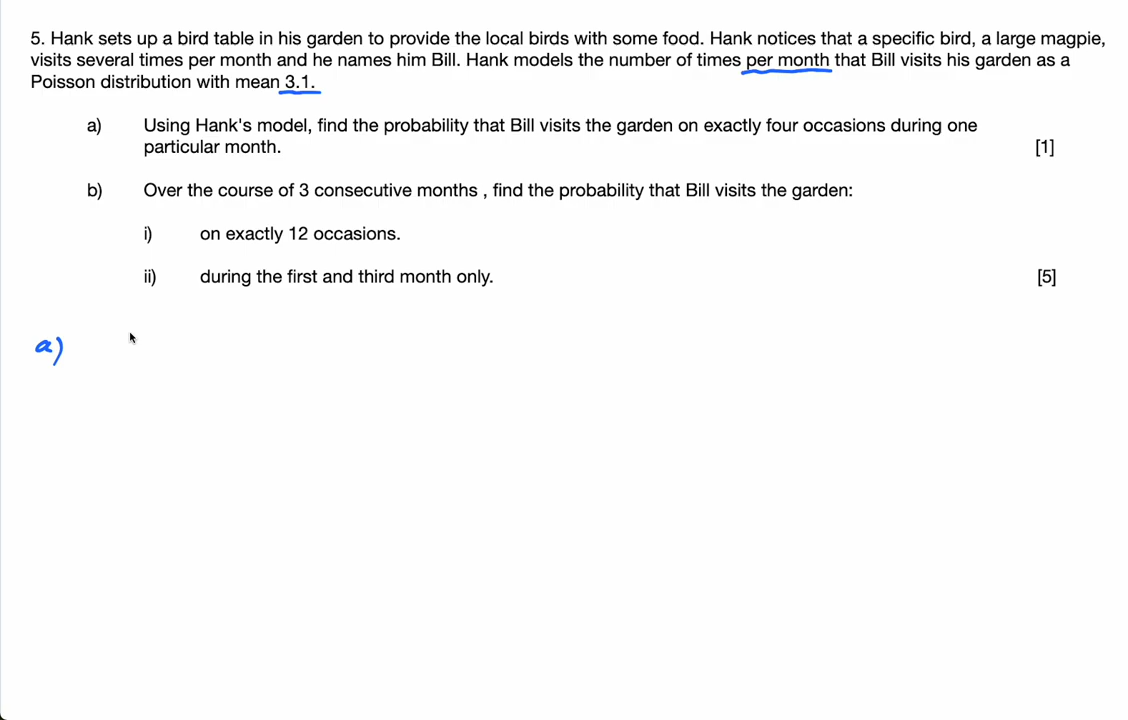 5. Hank sets up a bird table in his garden to provide the local birds with some food. Hank notices that a specific bird, a large magpie,
visits several times per month and he names him Bill. Hank models the number of times per month that Bill visits his garden as a
Poisson distribution with mean 3.1.
a) Using Hank's model, find the probability that Bill visits the garden on exactly four occasions during one
particular month. [1]
b) Over the course of 3 consecutive months , find the probability that Bill visits the garden:
i) on exactly 12 occasions.
ii) during the first and third month only. [5]
a)